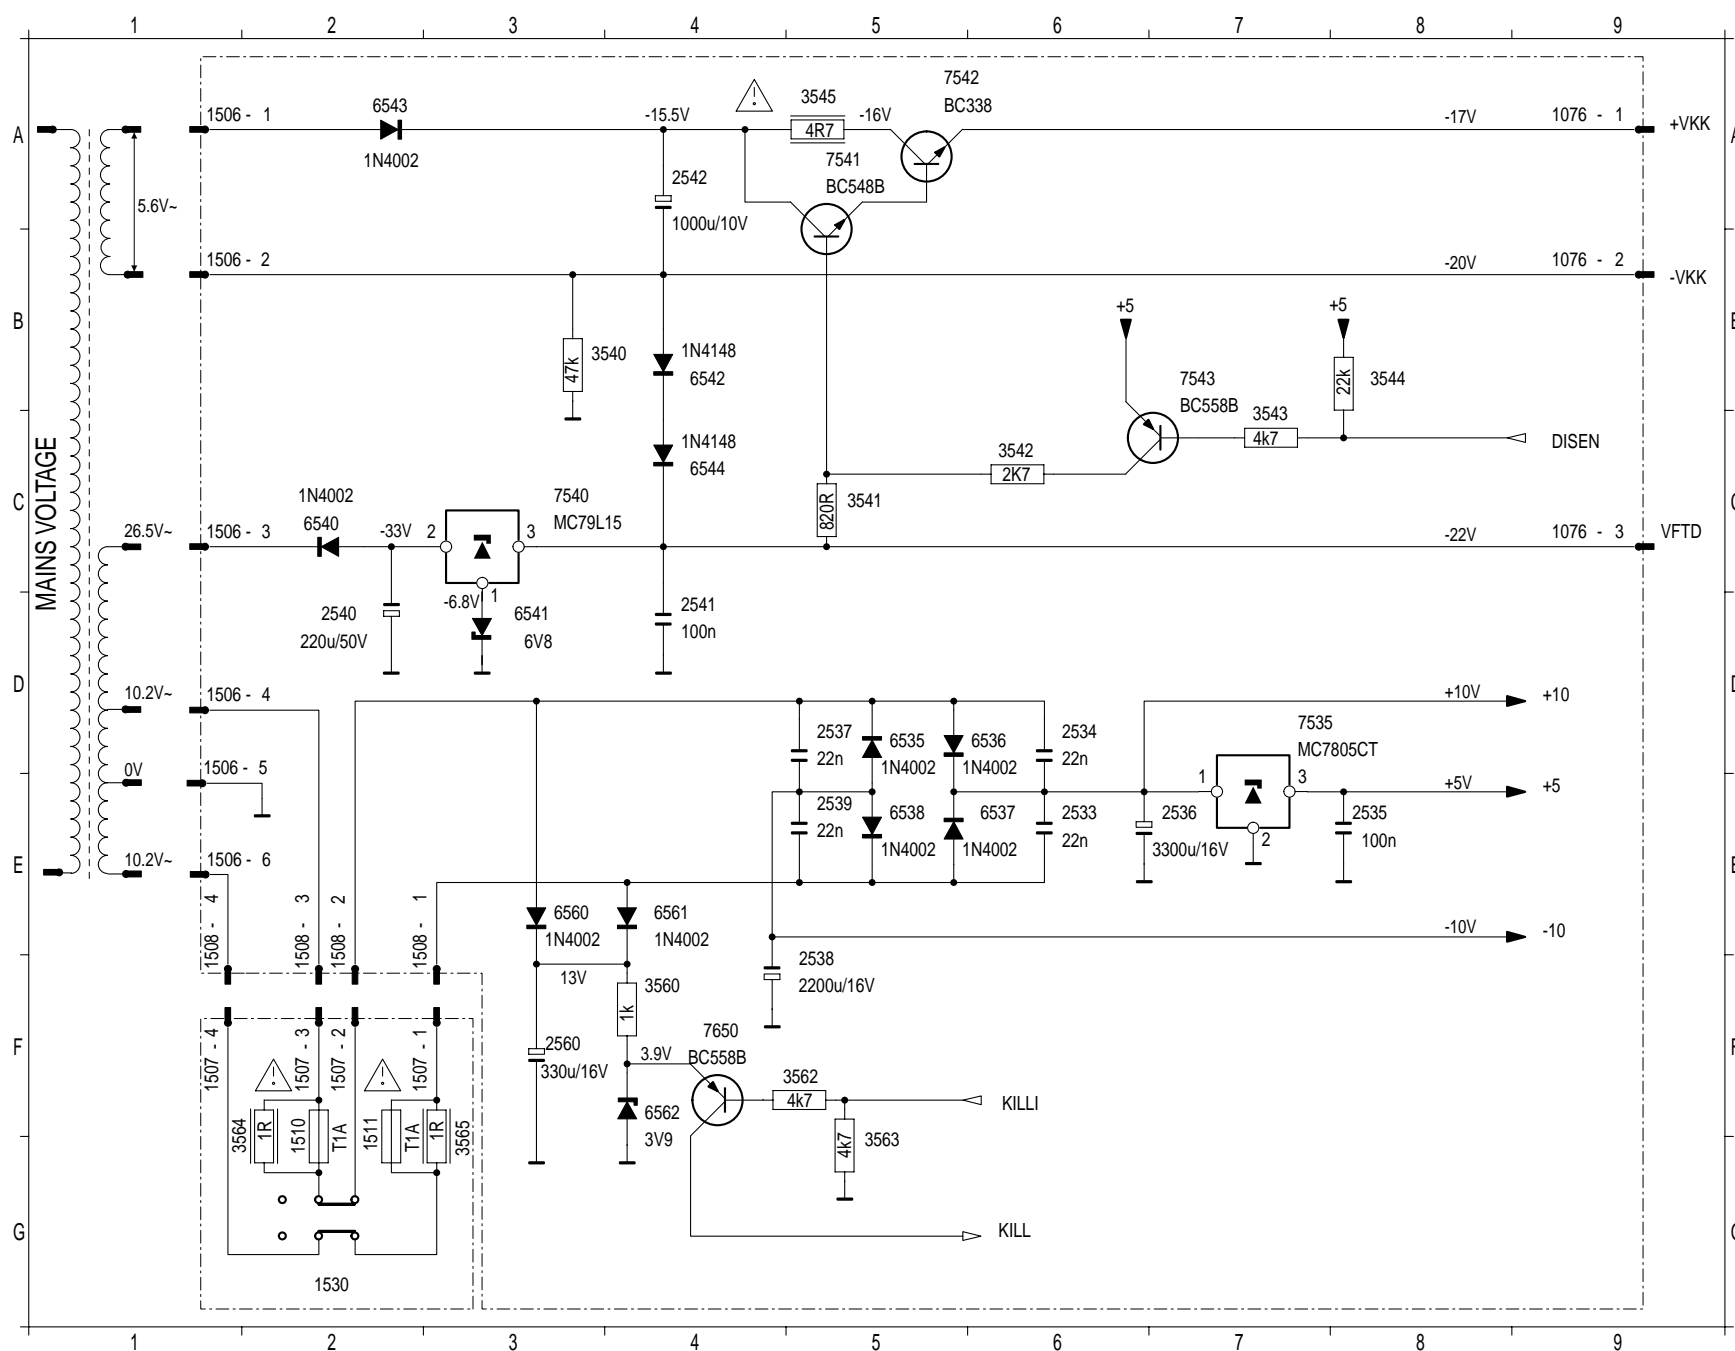 1 2 3 4 5 6 7 8 9
7542
BC338
3545
6543
1506 - 1
-15.5V
4R7
-16V
-17V
1076 - 1
+VKK
A
A
1N4002
7541
BC548B
2542
1000u/10V
5.6V~
1506 - 2
-20V
1076 - 2
-VKK
B
+5
+5
3540
47k
1N4148
6542
7543
BC558B
22k
3544
3543
4k7
DISEN
1N4148
6544
3542
2K7
MAINS VOLTAGE
C
1N4002
6540
7540
MC79L15
820R
3541
26.5V~
1506 - 3
-33V
2
3
-22V
1076 - 3
VFTD
-6.8V
1
2540
220u/50V
6541
6V8
2541
100n
D
10.2V~
1506 - 4
+10V
+10
2537
22n
6535
1N4002
6536
1N4002
2534
22n
7535
MC7805CT
0V
1506 - 5
1
3
+5V
+5
2539
22n
6538
1N4002
6537
1N4002
2533
22n
2536
3300u/16V
2
2535
100n
E
10.2V~
1506 - 6
1508 - 4
1508 - 3
1508 - 2
1508 - 1
6560
1N4002
6561
1N4002
-10V
-10
13V
2538
2200u/16V
3560
1k
F
1507 - 4
1507 - 3
1507 - 2
1507 - 1
2560
330u/16V
3.9V
7650
BC558B
3562
4k7
KILLI
6562
3V9
4k7
3563
3564
1R
1510
T1A
1511
T1A
1R
3565
G
KILL
1530
1 2 3 4 5 6 7 8 9